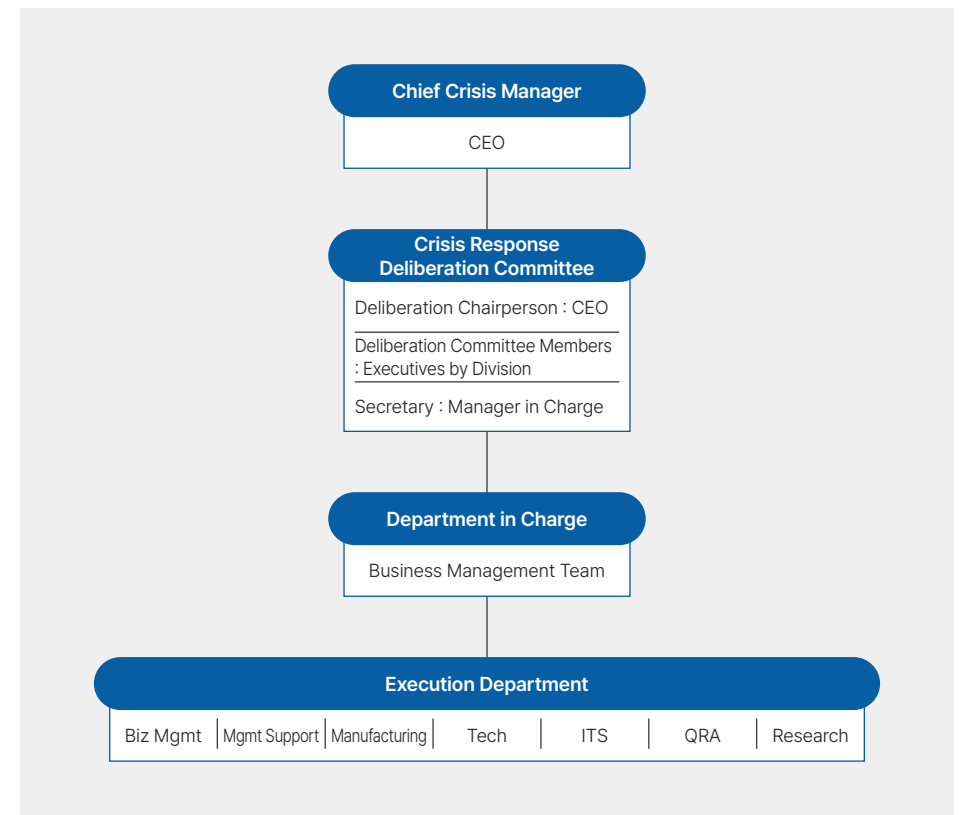 Chief Crisis Manager
CEO
Crisis Response
Deliberation Committee
Deliberation Chairperson : CEO
Deliberation Committee Members
: Executives by Division
Secretary : Manager in Charge
Department in Charge
Business Management Team
Execution Department
Biz Mgmt Mgmt Support Manufacturing Tech ITS QRA Research